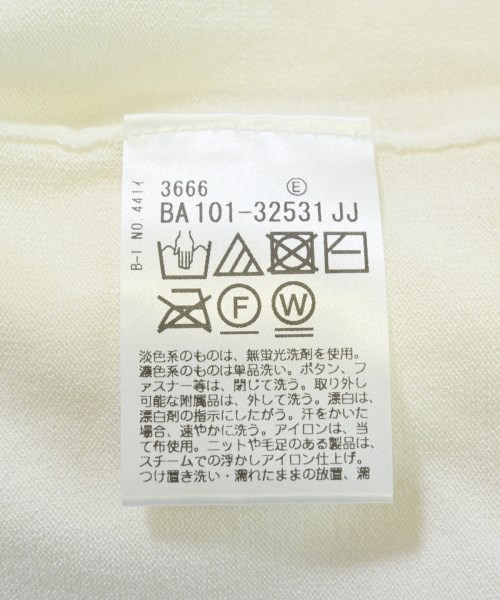 3666 Ⓔ
BA101-32531 JJ
B-1 NO.441イ
F W
淡色系のものは、無蛍光洗剤を使用。
濃色系のものは単品洗い。ボタン、フ
ァスナー等は、閉じて洗う。取り外し
可能な附属品は、外して洗う。漂白は、
漂白剤の指示にしたがう。汗をかいた
場合、速やかに洗う。アイロンは、当
て布使用。ニットや毛足のある製品は、
スチームでの浮かしアイロン仕上げ。
つけ置き洗い・濡れたままの放置、濡